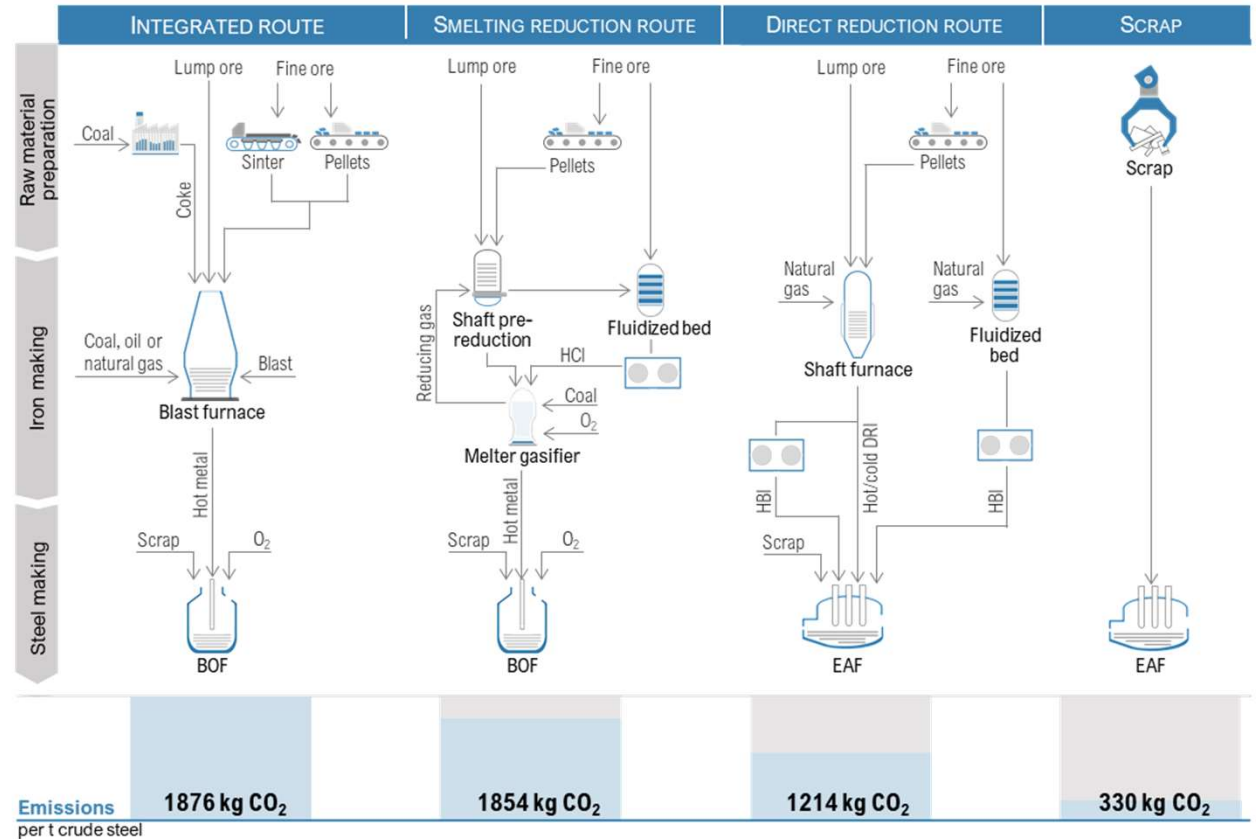 INTEGRATED ROUTE
SMELTING REDUCTION ROUTE
DIRECT REDUCTION ROUTE
SCRAP
Raw material
preparation
Iron making
Steel making
Lump ore
Fine ore
Coal
Sinter
Pellets
Coke
Coal, oil or
natural gas
Blast
Blast furnace
Hot metal
Scrap
O₂
BOF
Lump ore
Fine ore
Pellets
Shaft pre-
reduction
Fluidized bed
Reducing gas
HCI
Coal
O₂
Melter gasifier
Hot metal
Scrap
O₂
BOF
Lump ore
Fine ore
Pellets
Natural
gas
Shaft furnace
Natural
gas
Fluidized
bed
HBI
Hot/cold DRI
HBI
Scrap
EAF
Scrap
EAF
Emissions
per t crude steel
1876 kg CO₂
1854 kg CO₂
1214 kg CO₂
330 kg CO₂